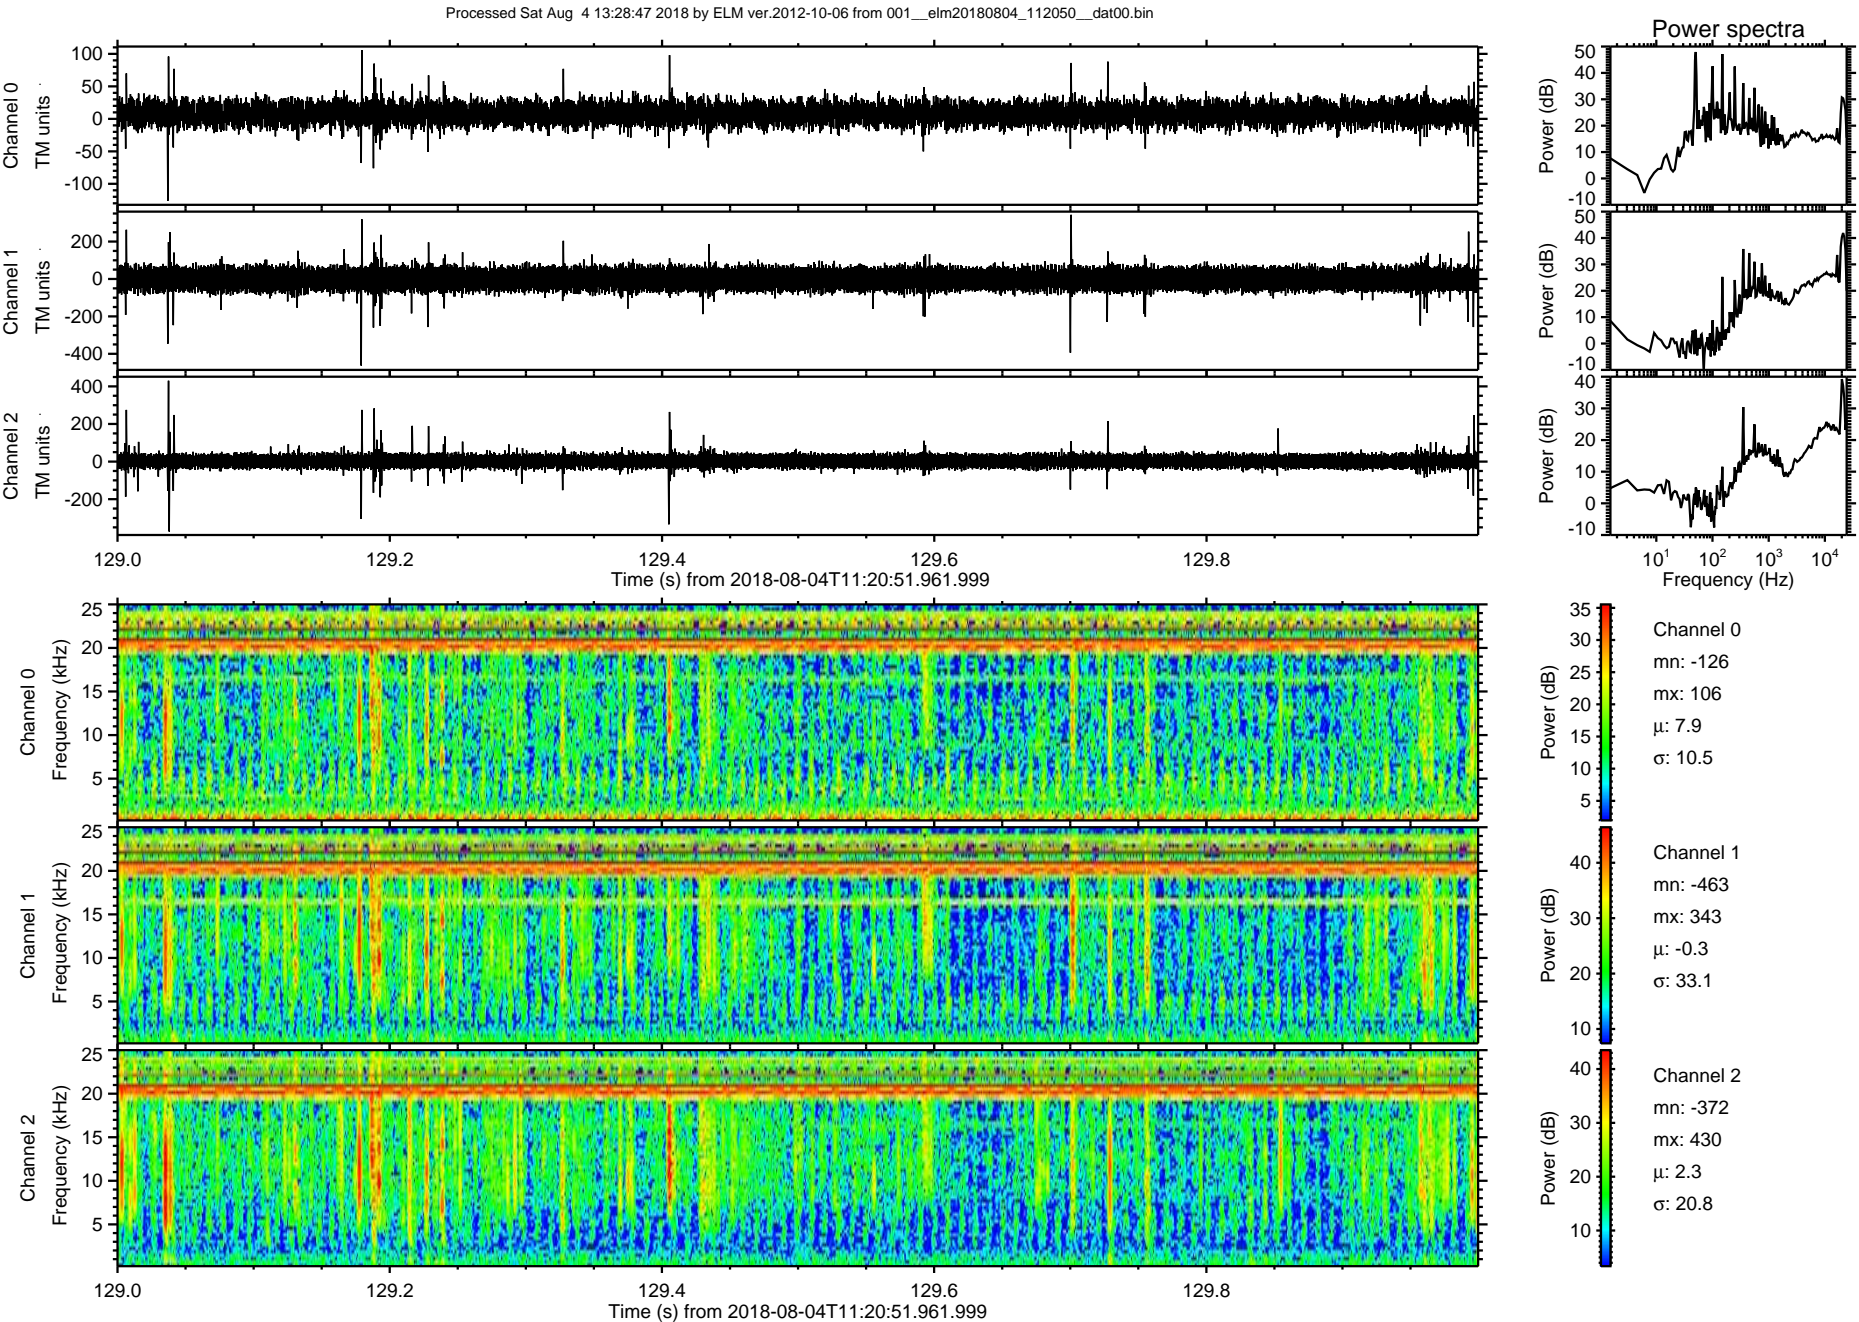 Processed Sat Aug  4 13:28:47 2018 by ELM ver.2012-10-06 from 001__elm20180804_112050__dat00.bin
Power spectra
Channel 0
TM units
100
50
0
-50
-100
Power (dB)
50
40
30
20
10
0
-10
Channel 1
TM units
200
0
-200
-400
Power (dB)
50
40
30
20
10
0
-10
Channel 2
TM units
400
200
0
-200
Power (dB)
40
30
20
10
0
-10
129.0 129.2 129.4 129.6 129.8
Time (s) from 2018-08-04T11:20:51.961.999
10¹ 10² 10³ 10⁴
Frequency (Hz)
Channel 0
Frequency (kHz)
25
20
15
10
5
Power (dB)
35
30
25
20
15
10
5
Channel 0
mn: -126
mx: 106
μ: 7.9
σ: 10.5
Channel 1
Frequency (kHz)
25
20
15
10
5
Power (dB)
40
30
20
10
Channel 1
mn: -463
mx: 343
μ: -0.3
σ: 33.1
Channel 2
Frequency (kHz)
25
20
15
10
5
Power (dB)
40
30
20
10
Channel 2
mn: -372
mx: 430
μ: 2.3
σ: 20.8
129.0 129.2 129.4 129.6 129.8
Time (s) from 2018-08-04T11:20:51.961.999